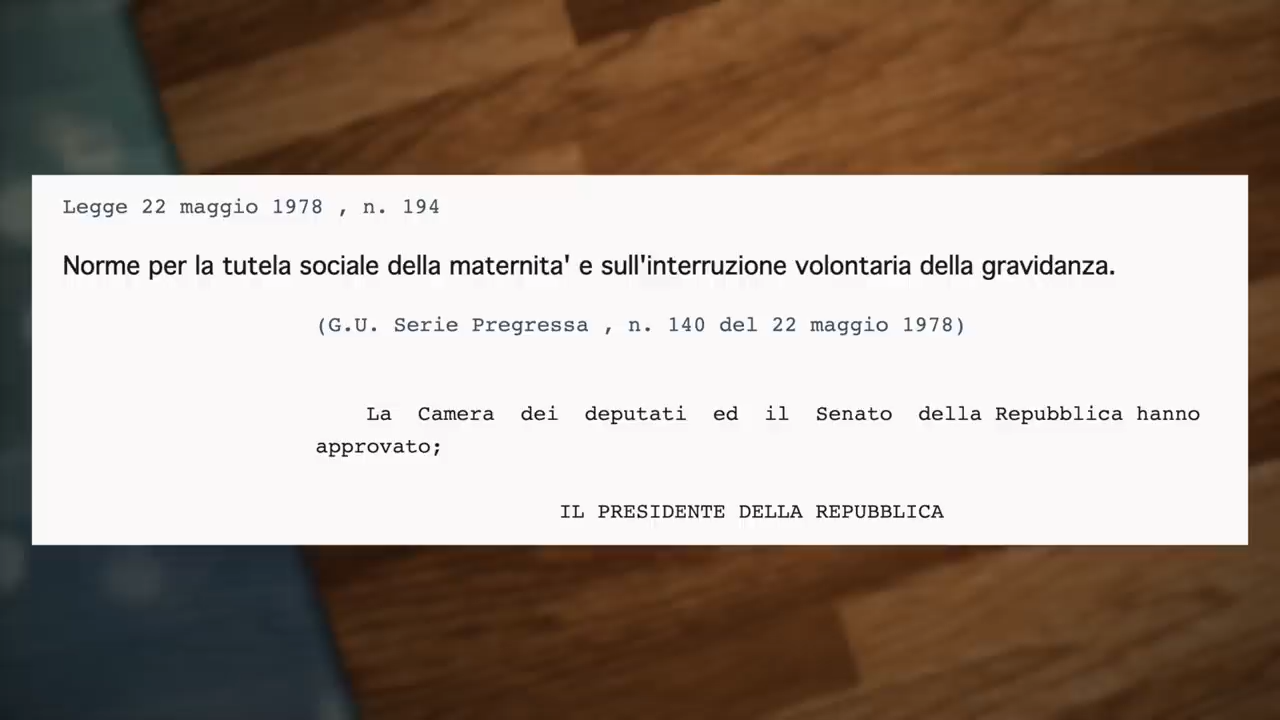 Legge 22 maggio 1978 , n. 194
Norme per la tutela sociale della maternita' e sull'interruzione volontaria della gravidanza.
(G.U. Serie Pregressa , n. 140 del 22 maggio 1978)
La Camera dei deputati ed il Senato della Repubblica hanno
approvato;
IL PRESIDENTE DELLA REPUBBLICA